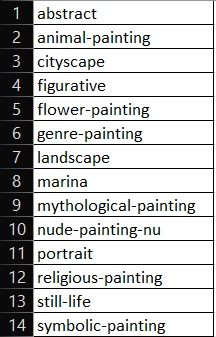 1 abstract
2 animal-painting
3 cityscape
4 figurative
5 flower-painting
6 genre-painting
7 landscape
8 marina
9 mythological-painting
10 nude-painting-nu
11 portrait
12 religious-painting
13 still-life
14 symbolic-painting